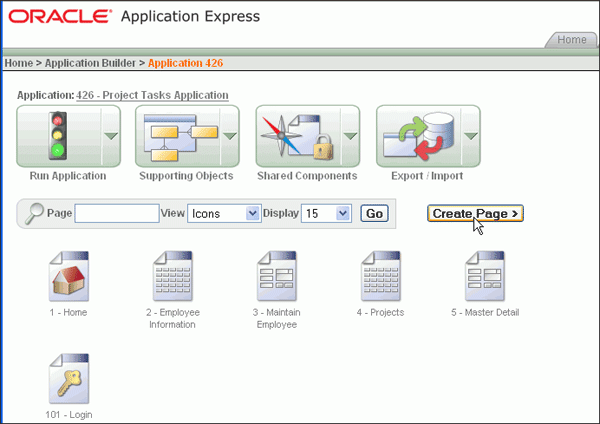 ORACLE Application Express
Home
Home > Application Builder > Application 426
Application: 426 - Project Tasks Application
Run Application
Supporting Objects
Shared Components
Export / Import
Page View Icons Display 15 Go
Create Page >
1 - Home
2 - Employee
Information
3 - Maintain
Employee
4 - Projects
5 - Master Detail
101 - Login